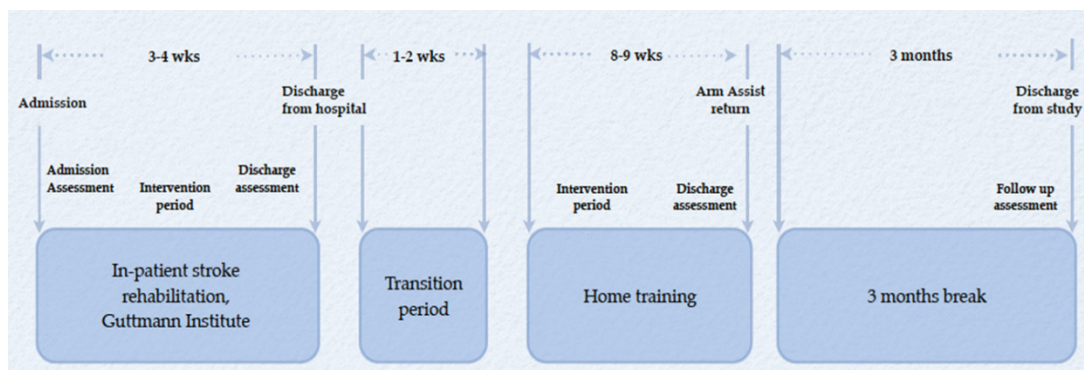 3-4 wks
1-2 wks
8-9 wks
3 months
Admission
Discharge
from hospital
Arm Assist
return
Discharge
from study
Admission
Assessment
Intervention
period
Discharge
assessment
Intervention
period
Discharge
assessment
Follow up
assessment
In-patient stroke
rehabilitation,
Guttmann Institute
Transition
period
Home training
3 months break